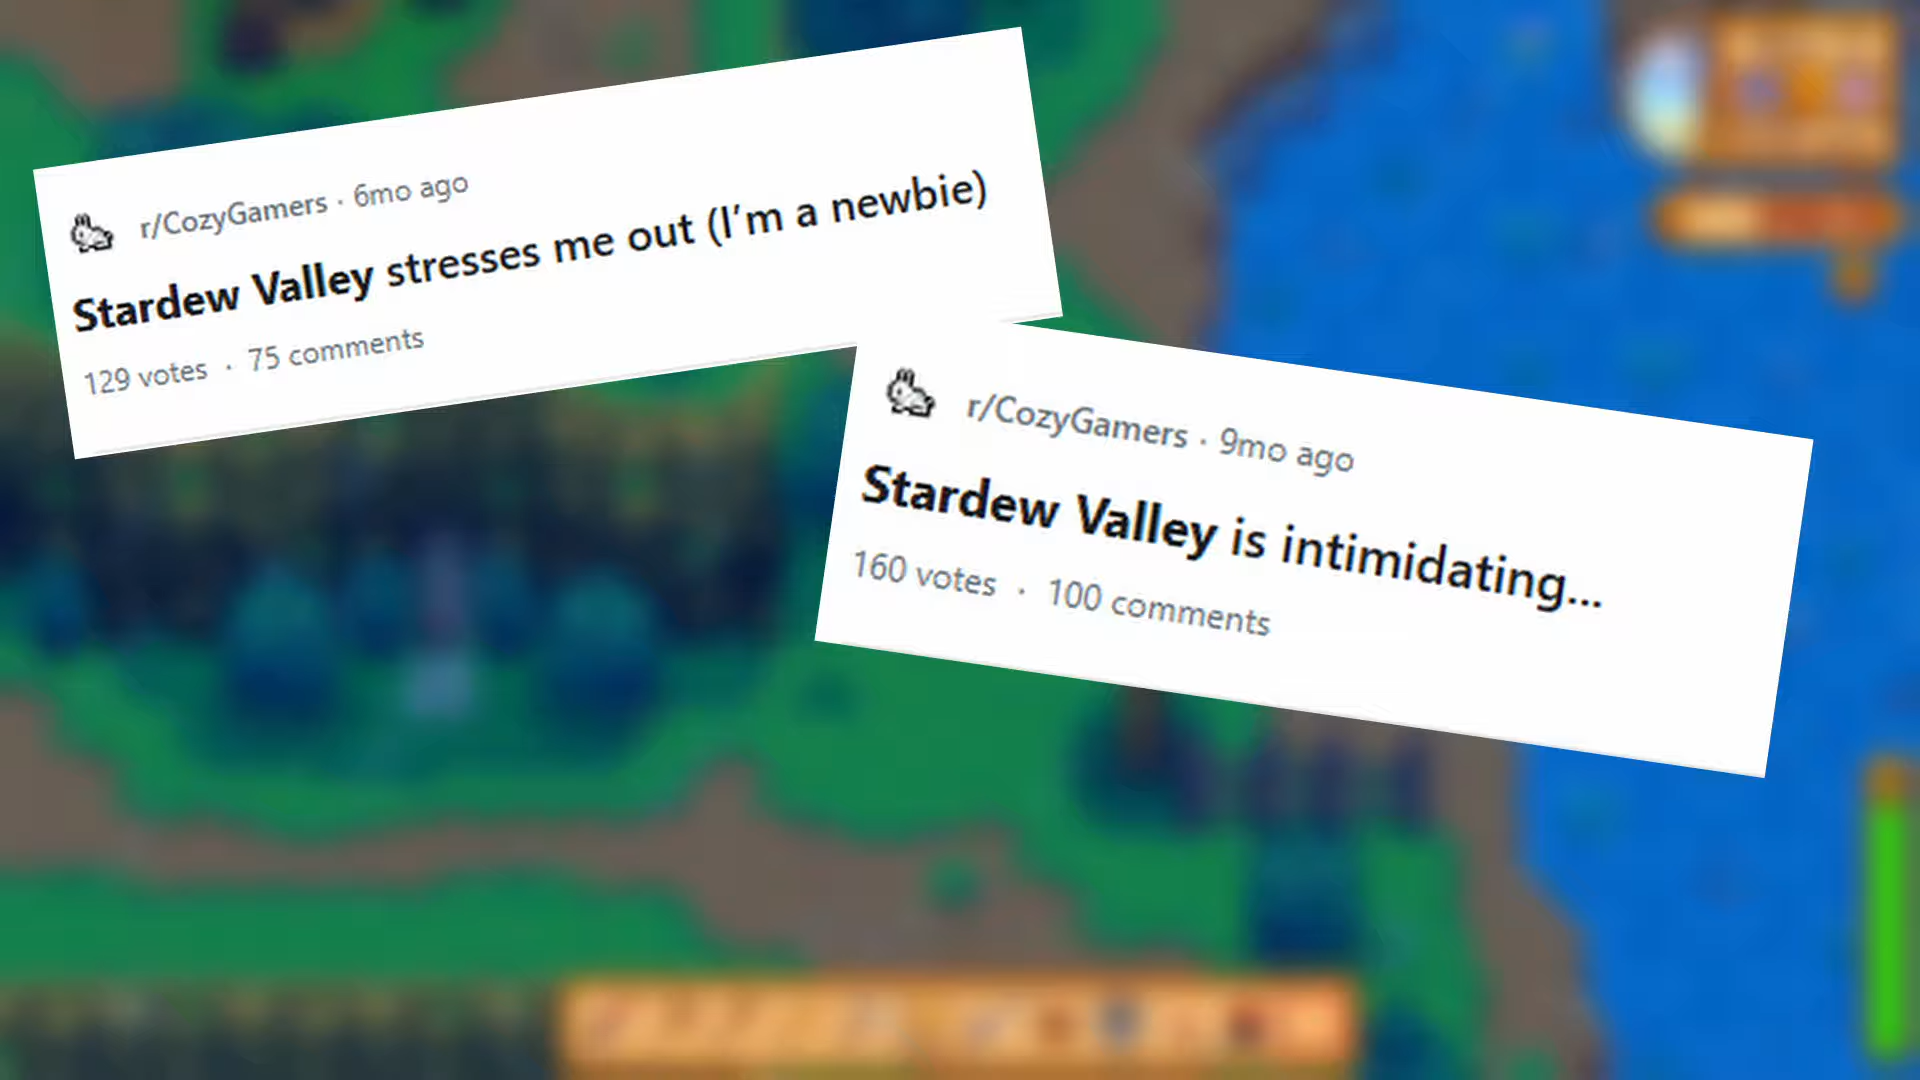 r/CozyGamers · 6mo ago
Stardew Valley stresses me out (I’m a newbie)
129 votes · 75 comments
r/CozyGamers · 9mo ago
Stardew Valley is intimidating...
160 votes · 100 comments